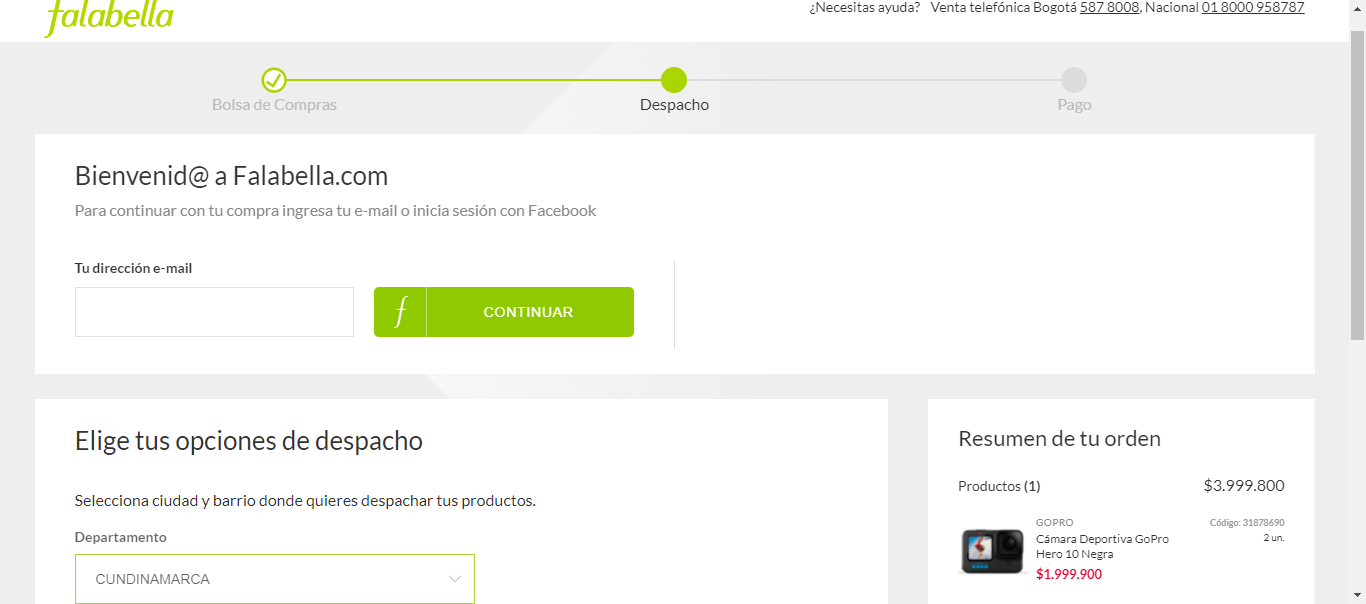 falabella
¿Necesitas ayuda? Venta telefónica Bogotá 587 8008, Nacional 01 8000 958787
Bolsa de Compras
Despacho
Pago
Bienvenid@ a Falabella.com
Para continuar con tu compra ingresa tu e-mail o inicia sesión con Facebook
Tu dirección e-mail
f CONTINUAR
Elige tus opciones de despacho
Selecciona ciudad y barrio donde quieres despachar tus productos.
Departamento
CUNDINAMARCA
Resumen de tu orden
Productos (1) $3.999.800
GOPRO Código: 31878690
Cámara Deportiva GoPro 2 un.
Hero 10 Negra
$1.999.900